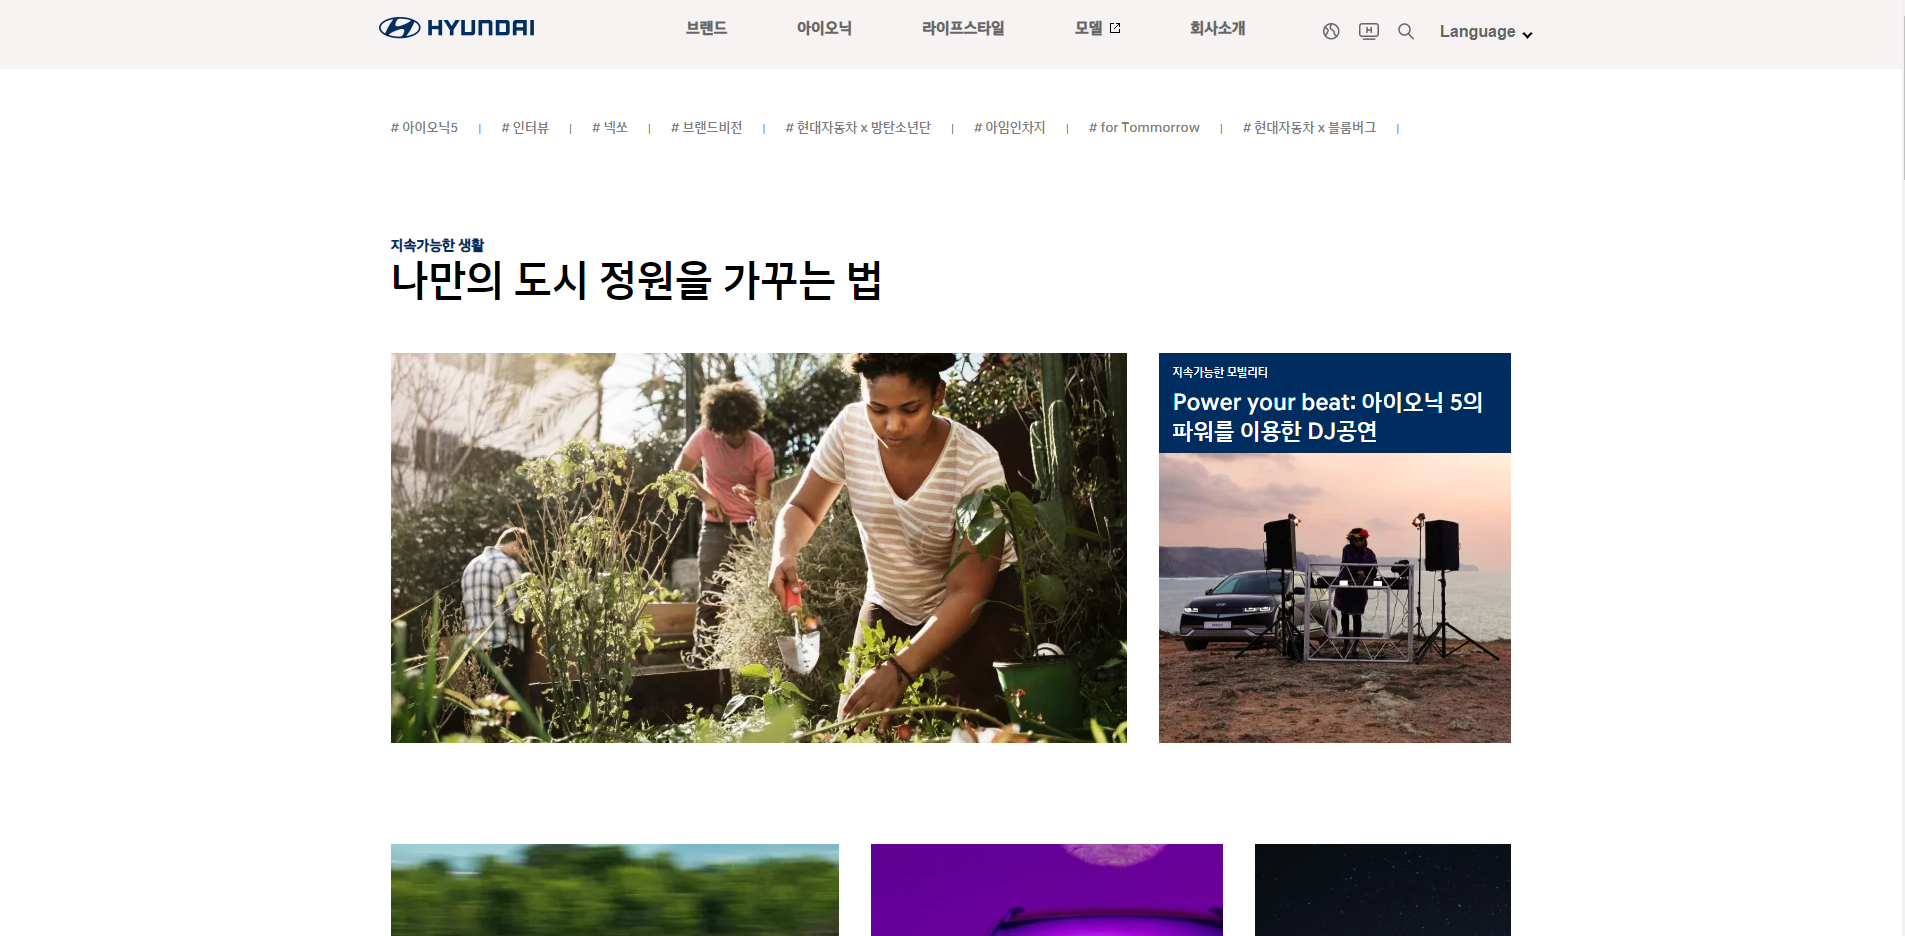 HYUNDAI
브랜드
아이오닉
라이프스타일
모델
회사소개
H
Language
# 아이오닉5 | # 인터뷰 | # 넥쏘 | # 브랜드비전 | # 현대자동차 x 방탄소년단 | # 아임인차지 | # for Tommorrow | # 현대자동차 x 블룸버그 |
지속가능한 생활
나만의 도시 정원을 가꾸는 법
지속가능한 모빌리티
Power your beat: 아이오닉 5의
파워를 이용한 DJ공연